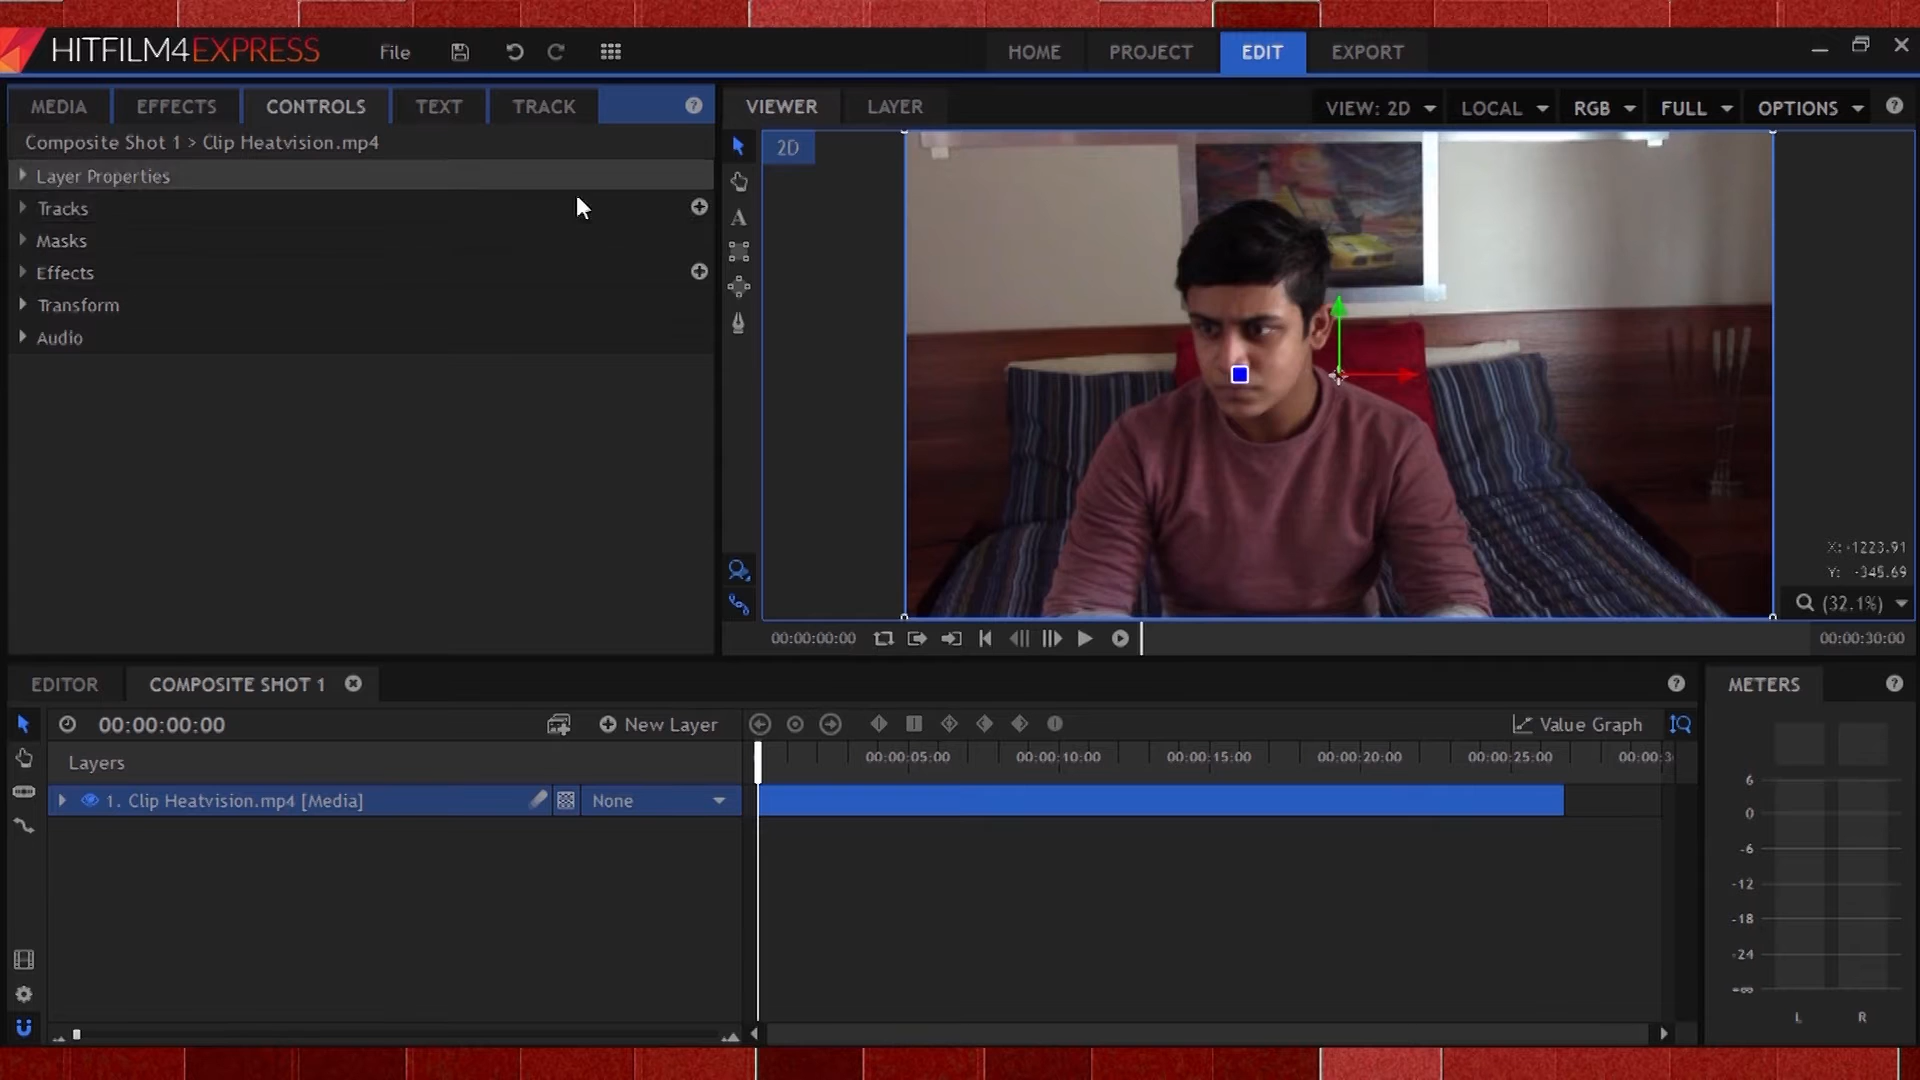 HITFILM4EXPRESS File HOME PROJECT EDIT EXPORT
MEDIA EFFECTS CONTROLS TEXT TRACK
Composite Shot 1 > Clip Heatvision.mp4
Layer Properties
Tracks
Masks
Effects
Transform
Audio
VIEWER LAYER VIEW: 2D LOCAL RGB FULL OPTIONS
2D
A
X: -1223.91
Y: -345.69
(32.1%)
00:00:00:00 00:00:30:00
EDITOR COMPOSITE SHOT 1
00:00:00:00 New Layer Value Graph
Layers 00:00:05:00 00:00:10:00 00:00:15:00 00:00:20:00 00:00:25:00 00:00:3
1. Clip Heatvision.mp4 [Media] None
METERS
6
0
-6
-12
-18
-24
-∞
L R